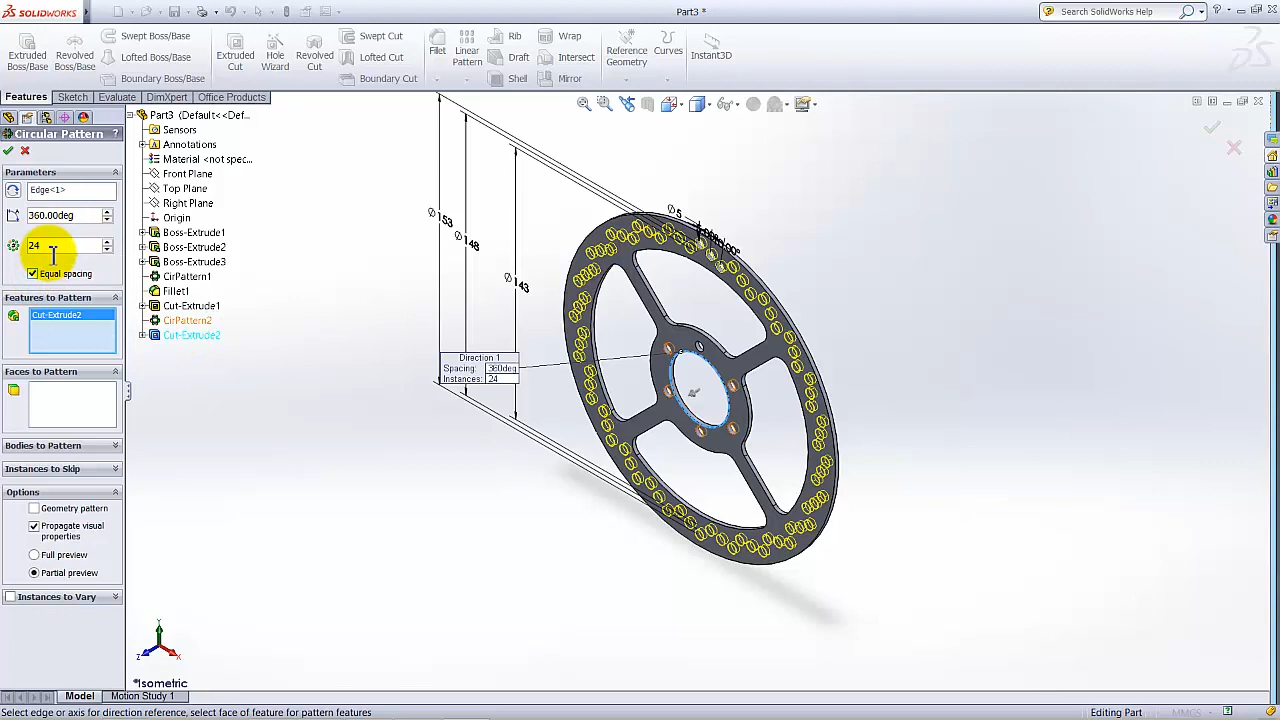 SOLIDWORKS
Part3 *
Search SolidWorks Help
Extruded Boss/Base
Revolved Boss/Base
Swept Boss/Base
Lofted Boss/Base
Boundary Boss/Base
Extruded Cut
Hole Wizard
Revolved Cut
Swept Cut
Lofted Cut
Boundary Cut
Fillet
Linear Pattern
Rib
Draft
Shell
Wrap
Intersect
Mirror
Reference Geometry
Curves
Instant3D
Features
Sketch
Evaluate
DimXpert
Office Products
Circular Pattern
?
Parameters
Edge<1>
360.00deg
24
Equal spacing
Features to Pattern
Cut-Extrude2
Faces to Pattern
Bodies to Pattern
Instances to Skip
Options
Geometry pattern
Propagate visual
properties
Full preview
Partial preview
Instances to Vary
Part3 (Default<<Def...
Sensors
Annotations
Material <not spec...
Front Plane
Top Plane
Right Plane
Origin
Boss-Extrude1
Boss-Extrude2
Boss-Extrude3
CirPattern1
Fillet1
Cut-Extrude1
CirPattern2
Cut-Extrude2
Ø153
Ø148
Ø143
Ø5
Direction 1
Spacing: 360deg
Instances: 24
Y
Z
X
*Isometric
Model
Motion Study 1
Select edge or axis for direction reference, select face of feature for pattern features
Editing Part
MMGS